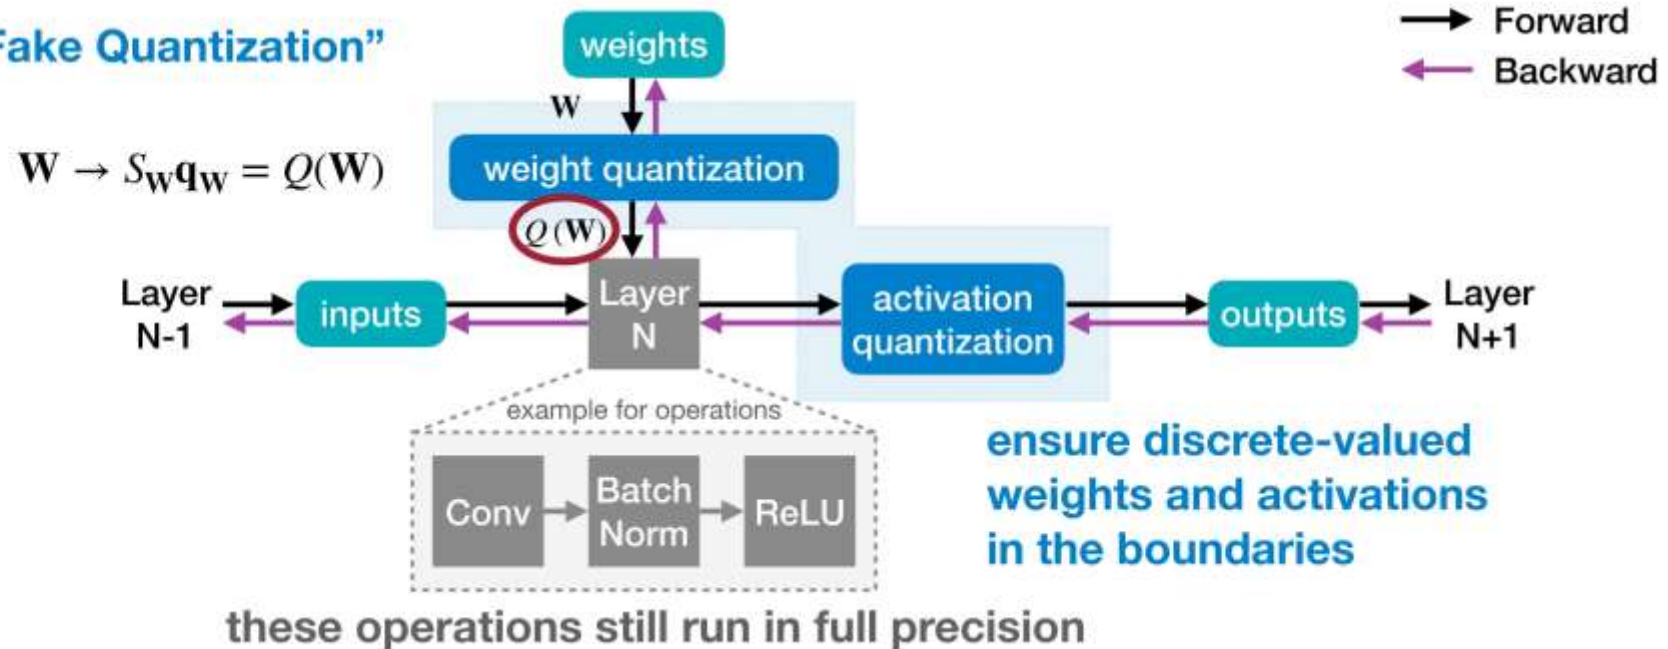 Fake Quantization”
weights
Forward
Backward
W
W → S_W q_W = Q(W)
weight quantization
Q (W)
Layer
N-1
inputs
Layer
N
activation
quantization
outputs
Layer
N+1
example for operations
Conv
Batch
Norm
ReLU
ensure discrete-valued
weights and activations
in the boundaries
these operations still run in full precision